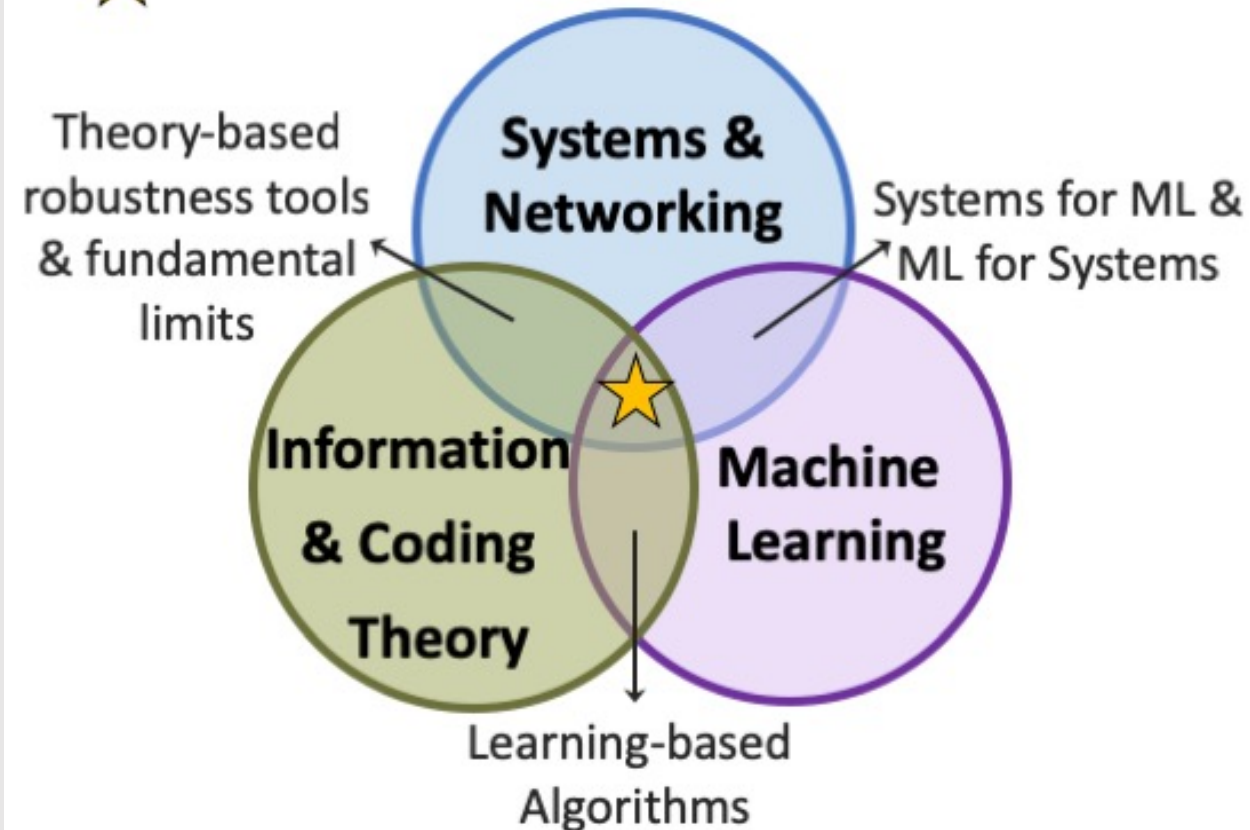 Systems &
Networking
Theory-based
robustness tools
& fundamental
limits
Systems for ML &
ML for Systems
Information
& Coding
Theory
Machine
Learning
Learning-based
Algorithms